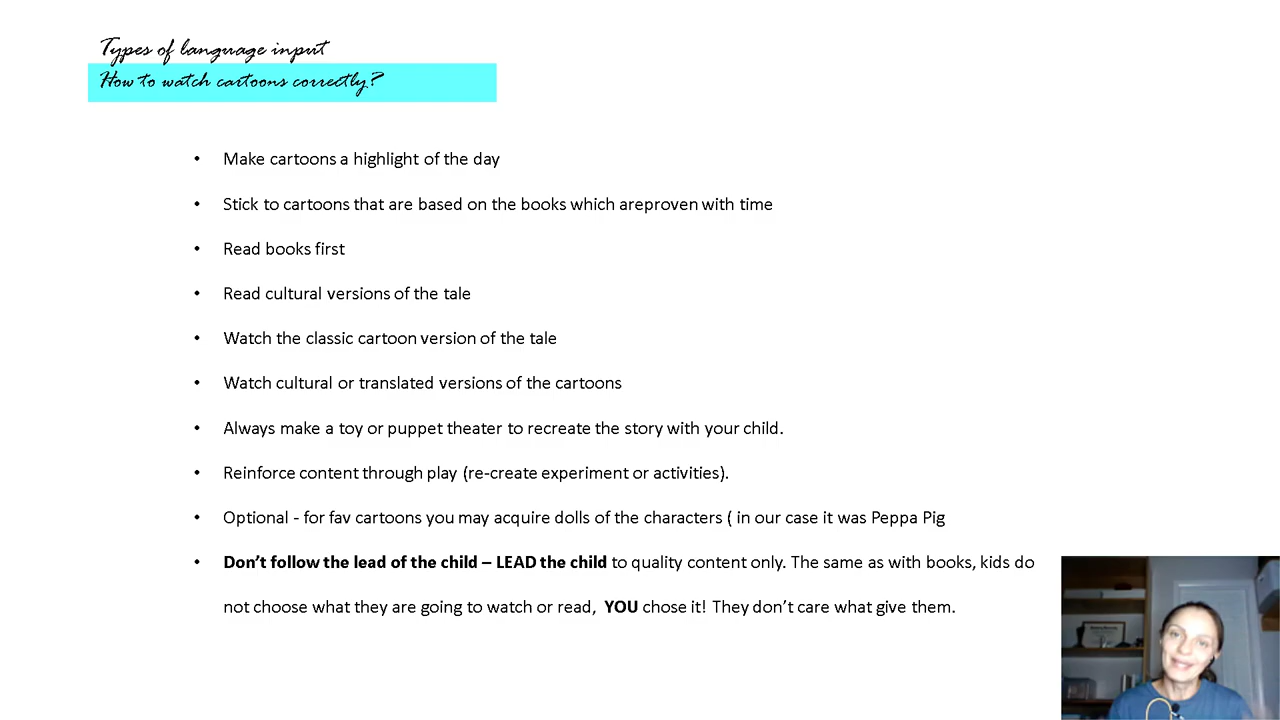 Types of language input
How to watch cartoons correctly?
• Make cartoons a highlight of the day
• Stick to cartoons that are based on the books which areproven with time
• Read books first
• Read cultural versions of the tale
• Watch the classic cartoon version of the tale
• Watch cultural or translated versions of the cartoons
• Always make a toy or puppet theater to recreate the story with your child.
• Reinforce content through play (re-create experiment or activities).
• Optional - for fav cartoons you may acquire dolls of the characters ( in our case it was Peppa Pig
• Don’t follow the lead of the child – LEAD the child to quality content only. The same as with books, kids do
not choose what they are going to watch or read, YOU chose it! They don’t care what give them.